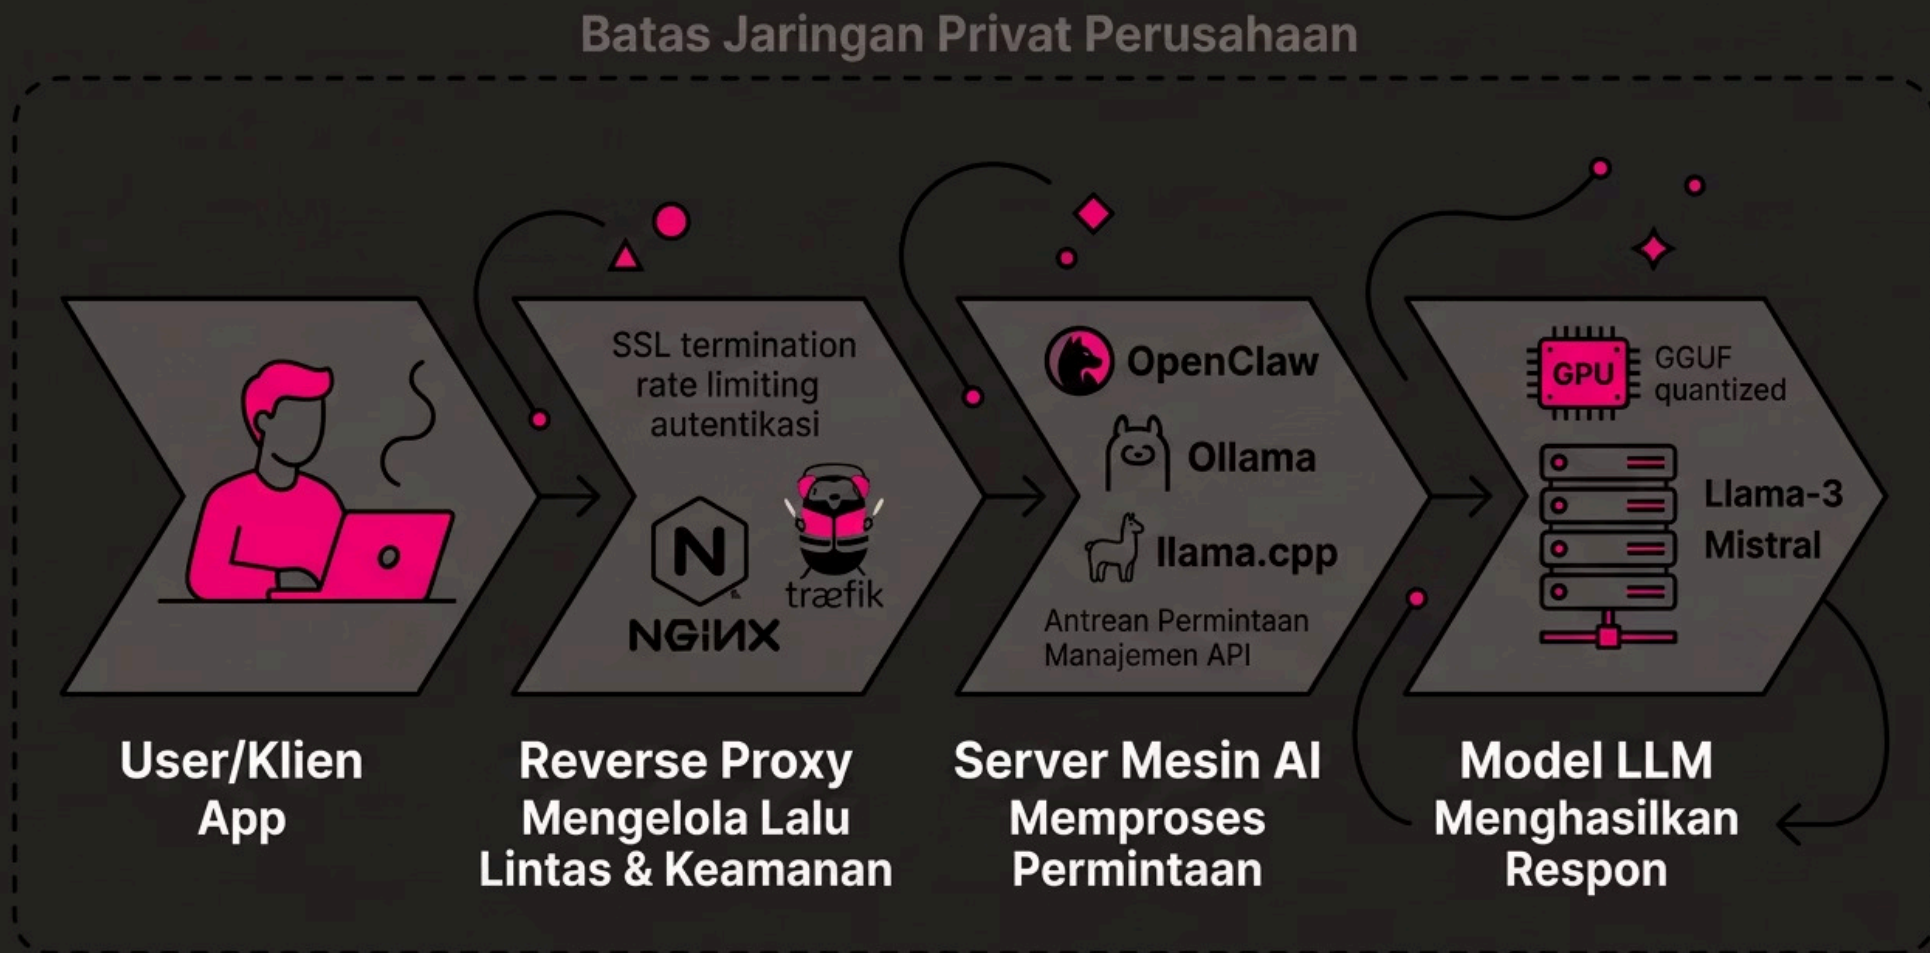 Batas Jaringan Privat Perusahaan
SSL termination
rate limiting
autentikasi
N
NGiNX
træfik
OpenClaw
Ollama
llama.cpp
Antrean Permintaan
Manajemen API
GPU
GGUF
quantized
Llama-3
Mistral
User/Klien
App
Reverse Proxy
Mengelola Lalu
Lintas & Keamanan
Server Mesin AI
Memproses
Permintaan
Model LLM
Menghasilkan
Respon